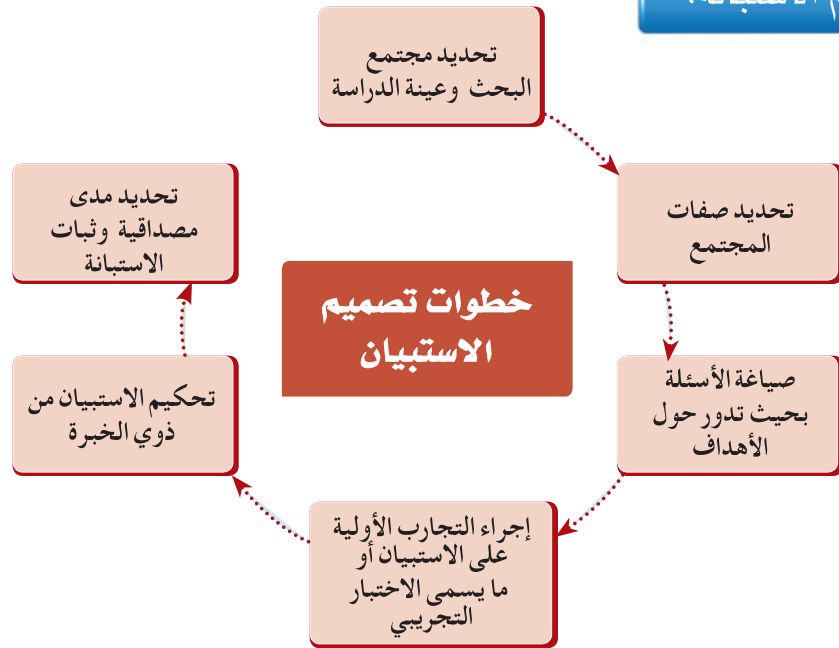 تحديد مجتمع
البحث وعينة الدراسة
تحديد صفات
المجتمع
صياغة الأسئلة
بحيث تدور حول
الأهداف
إجراء التجارب الأولية
على الاستبيان أو
ما يسمى الاختبار
التجريبي
تحكيم الاستبيان من
ذوي الخبرة
تحديد مدى
مصداقية وثبات
الاستبانة
خطوات تصميم
الاستبيان